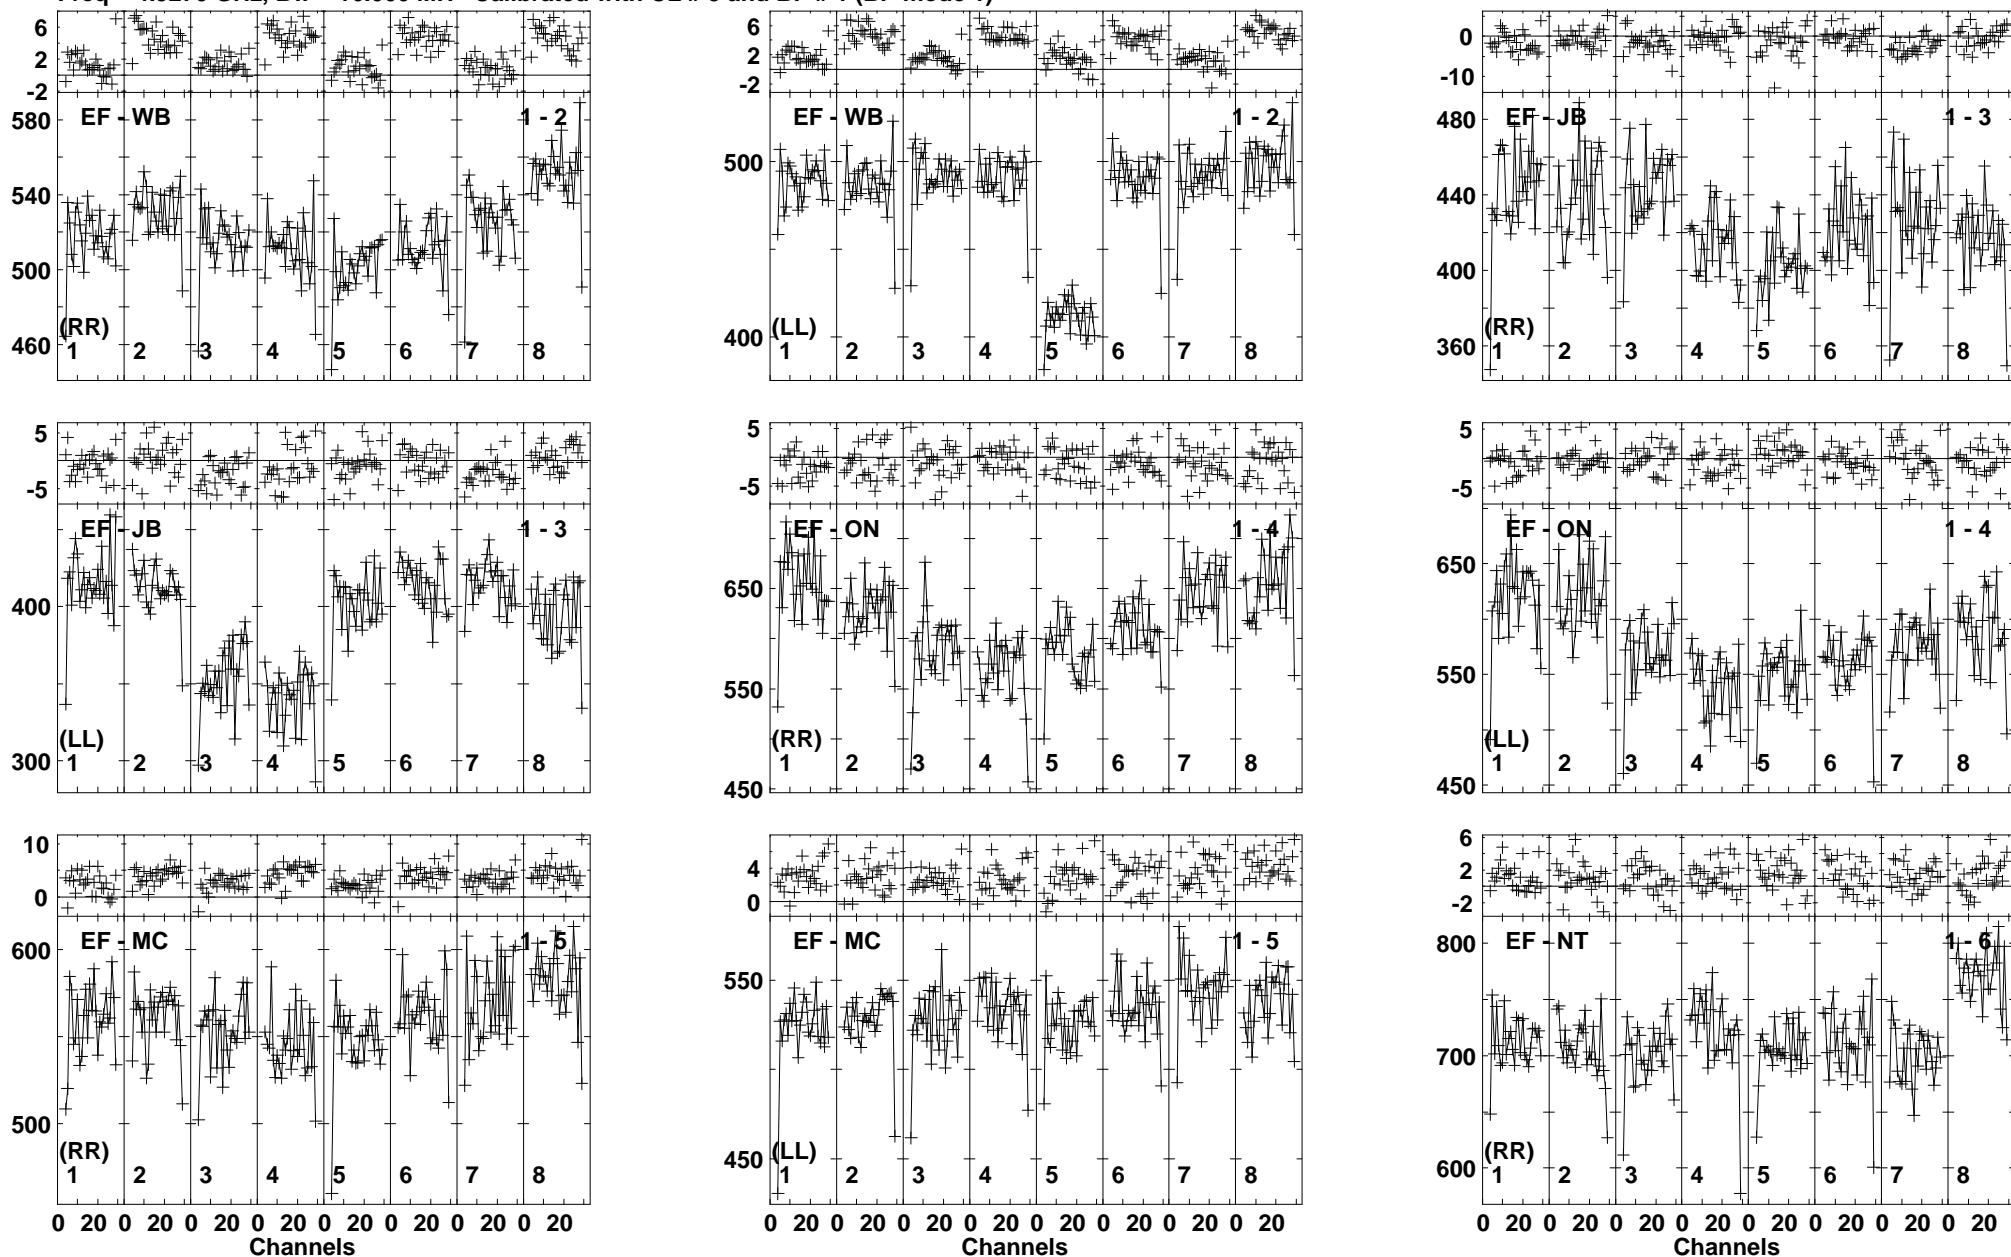 6
2
-2
6
2
-2
0
-10
580
540
500
460
EF - WB
1 - 2
(RR)
1 2 3 4 5 6 7 8
500
400
EF - WB
1 - 2
(LL)
1 2 3 4 5 6 7 8
480
440
400
360
EF - JB
1 - 3
(RR)
1 2 3 4 5 6 7 8
5
-5
5
-5
5
-5
400
300
EF - JB
1 - 3
(LL)
1 2 3 4 5 6 7 8
650
550
450
EF - ON
1 - 4
(RR)
1 2 3 4 5 6 7 8
650
550
450
EF - ON
1 - 4
(LL)
1 2 3 4 5 6 7 8
10
0
4
0
6
2
-2
600
500
EF - MC
1 - 5
(RR)
1 2 3 4 5 6 7 8
550
450
EF - MC
1 - 5
(LL)
1 2 3 4 5 6 7 8
800
700
600
EF - NT
1 - 6
(RR)
1 2 3 4 5 6 7 8
0 20 0 20 0 20 0 20 0 20 0 20 0 20 0 20
Channels
0 20 0 20 0 20 0 20 0 20 0 20 0 20 0 20
Channels
0 20 0 20 0 20 0 20 0 20 0 20 0 20 0 20
Channels